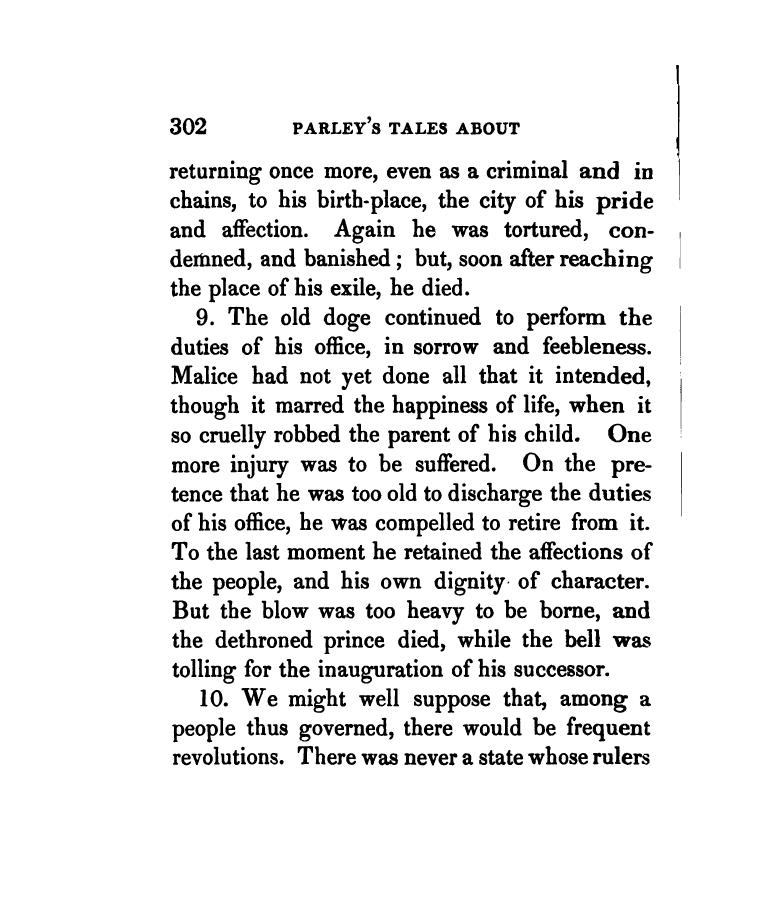 302 PARLEY'S TALES ABOUT
returning once more, even as a criminal and in
chains, to his birth-place, the city of his pride
and affection. Again he was tortured, con-
demned, and banished ; but, soon after reaching
the place of his exile, he died.
9. The old doge continued to perform the
duties of his office, in sorrow and feebleness.
Malice had not yet done all that it intended,
though it marred the happiness of life, when it
so cruelly robbed the parent of his child. One
more injury was to be suffered. On the pre-
tence that he was too old to discharge the duties
of his office, he was compelled to retire from it.
To the last moment he retained the affections of
the people, and his own dignity of character.
But the blow was too heavy to be borne, and
the dethroned prince died, while the bell was
tolling for the inauguration of his successor.
10. We might well suppose that, among a
people thus governed, there would be frequent
revolutions. There was never a state whose rulers